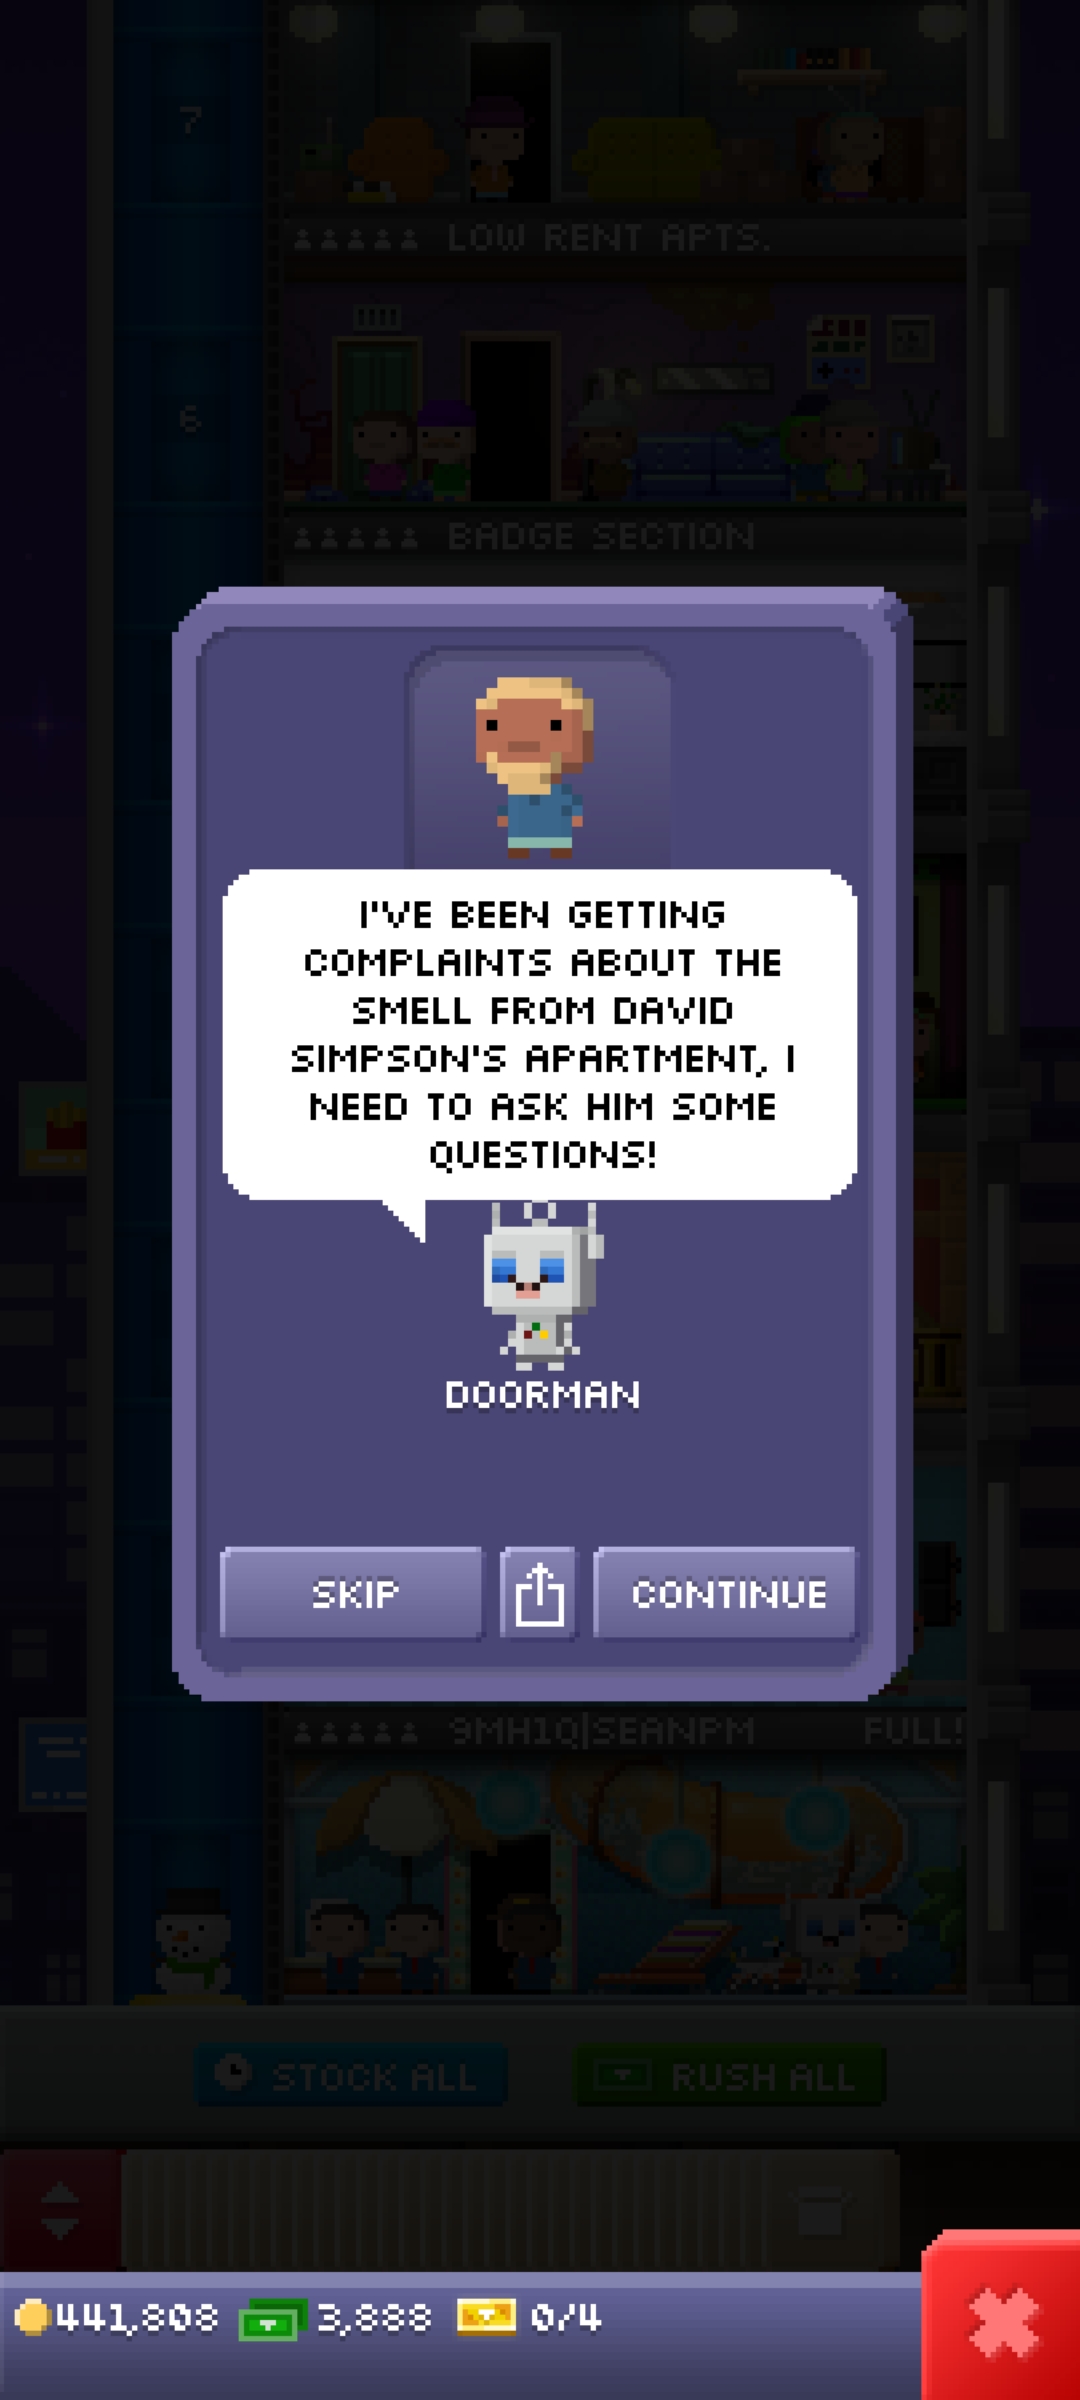 7
LOW RENT APTS.
6
BADGE SECTION
I'VE BEEN GETTING
COMPLAINTS ABOUT THE
SMELL FROM DAVID
SIMPSON'S APARTMENT, I
NEED TO ASK HIM SOME
QUESTIONS!
DOORMAN
SKIP
CONTINUE
9MH1Q|SEANPM FULL!
STOCK ALL
RUSH ALL
441,808 3,888 0/4